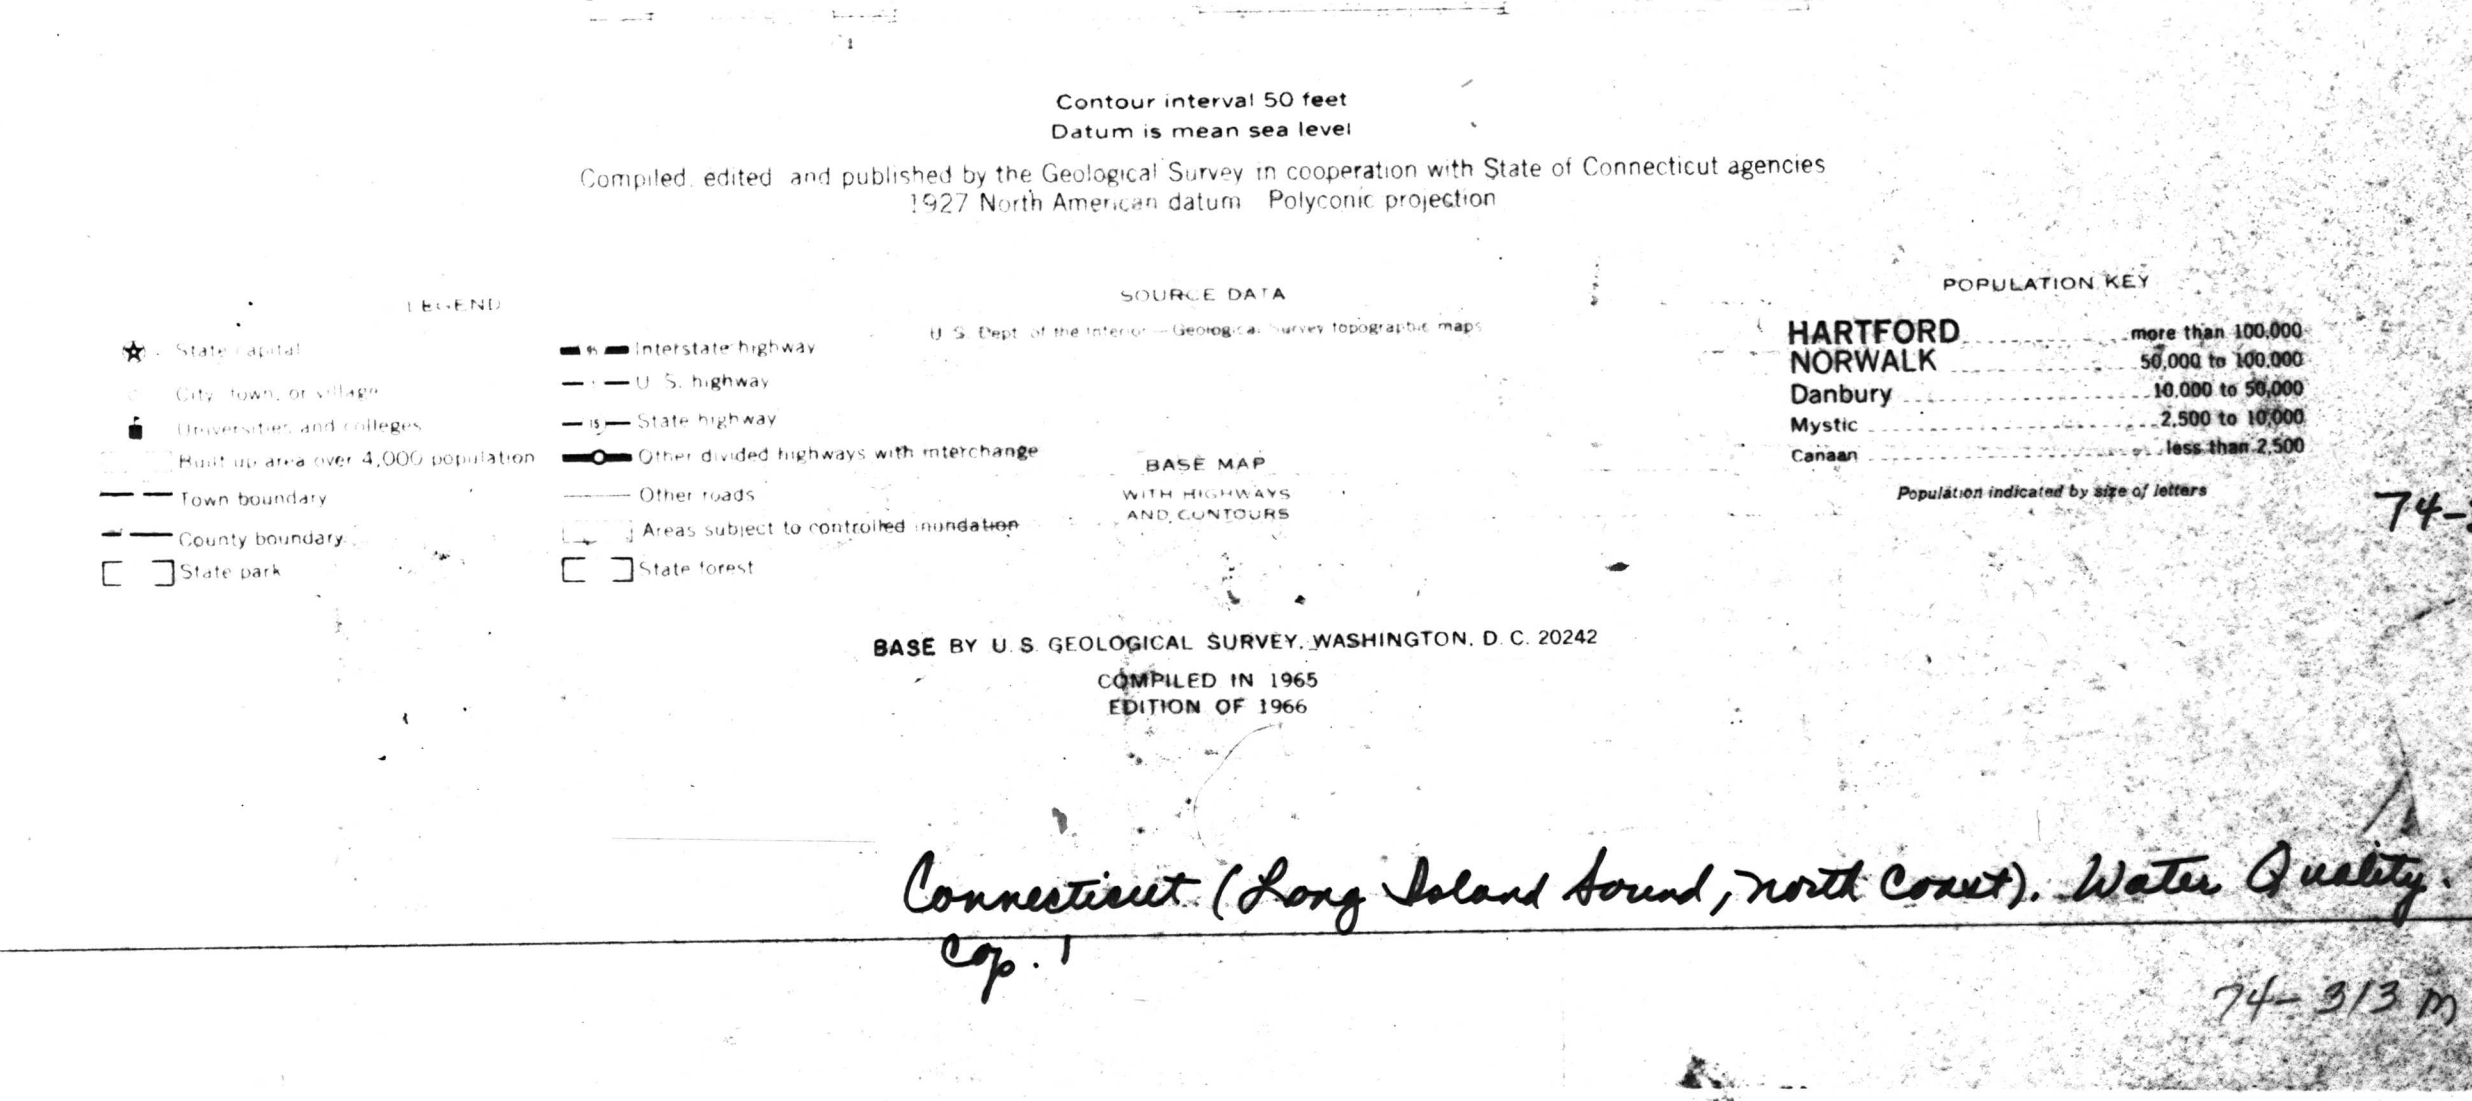 Contour interval 50 feet
Datum is mean sea level
Compiled, edited and published by the Geological Survey in cooperation with State of Connecticut agencies
1927 North American datum Polyconic projection
LEGEND
State capital
City, town, or village
Universities and colleges
Built up area over 4,000 population
Town boundary
County boundary
State park
Interstate highway
U. S. highway
15 State highway
Other divided highways with interchange
Other roads
Areas subject to controlled inundation
State forest
SOURCE DATA
U. S. Dept. of the Interior — Geological Survey topographic maps
BASE MAP
WITH HIGHWAYS
AND CONTOURS
POPULATION KEY
HARTFORD more than 100,000
NORWALK 50,000 to 100,000
Danbury 10,000 to 50,000
Mystic 2,500 to 10,000
Canaan less than 2,500
Population indicated by size of letters
74-
BASE BY U. S. GEOLOGICAL SURVEY, WASHINGTON, D. C. 20242
COMPILED IN 1965
EDITION OF 1966
Connecticut (Long Island Sound, north Coast). Water Quality.
Cop. 1
74-313 m